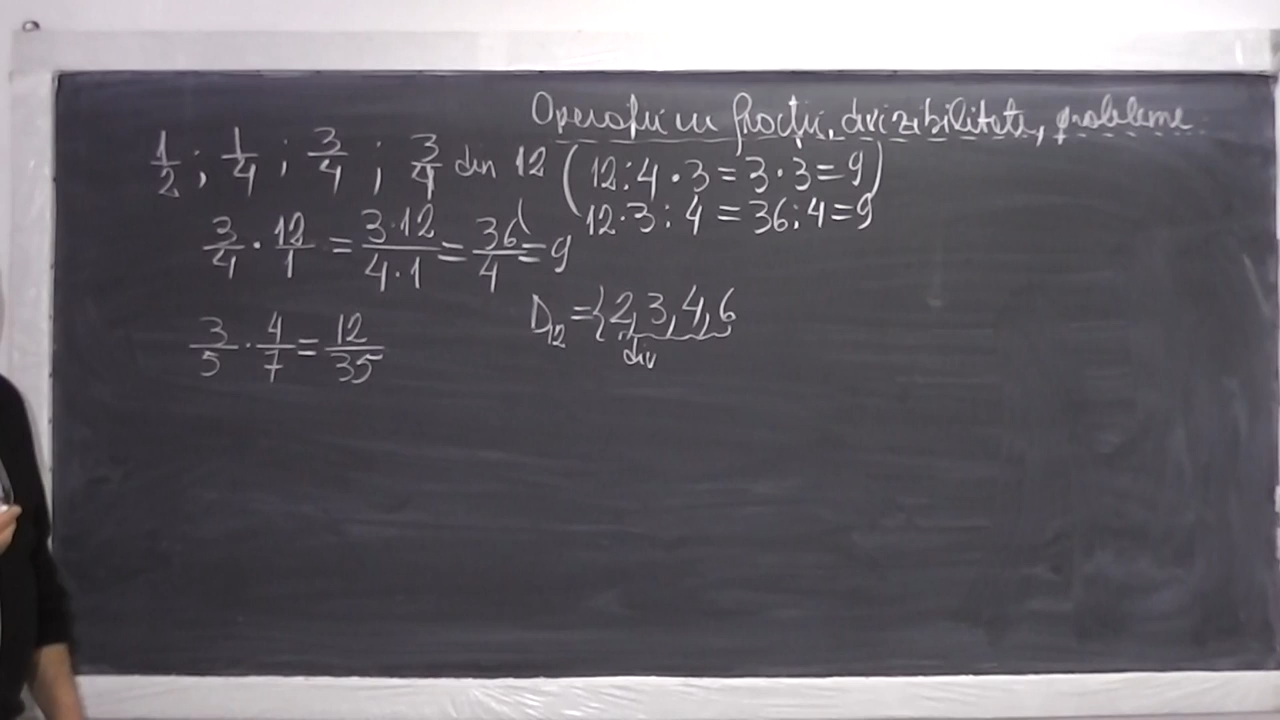 Operații cu fracții, divizibilitate, probleme
1/2 ; 1/4 ; 3/4 ; 3/4 din 12 (12:4·3=3·3=9)
12·3:4=36:4=9
3/4 · 12/1 = 3·12/4·1 = 36/4 = 9
D12={2,3,4,6
div
3/5 · 4/7 = 12/35